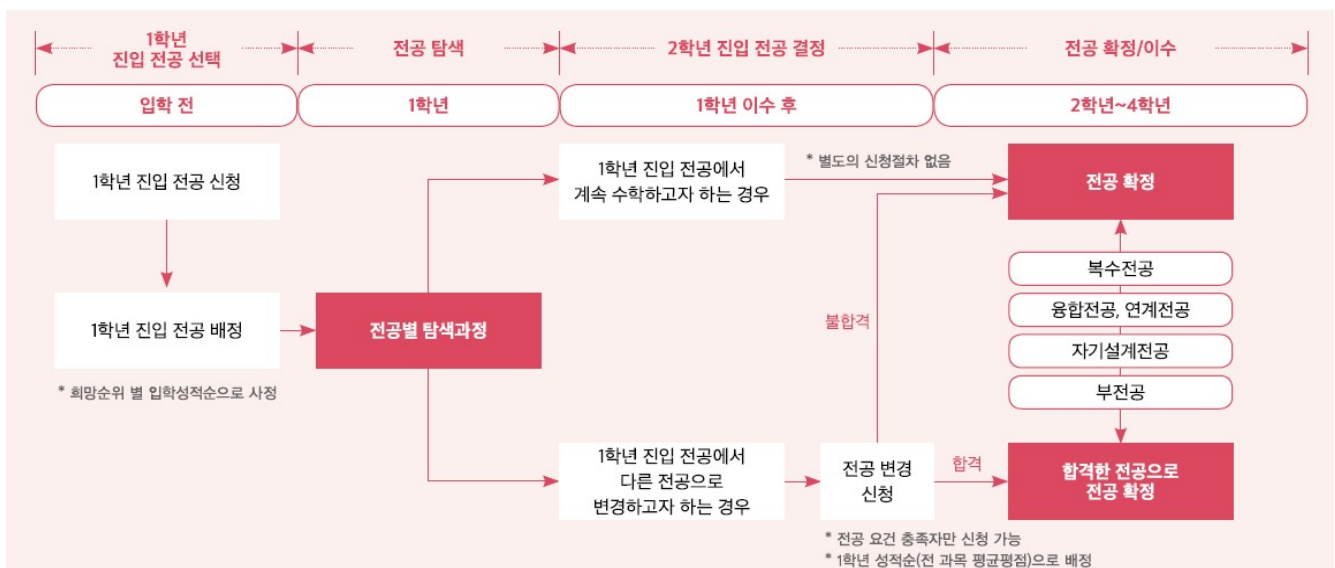 1학년
진입 전공 선택
전공 탐색
2학년 진입 전공 결정
전공 확정/이수
입학 전
1학년
1학년 이수 후
2학년~4학년
1학년 진입 전공 신청
1학년 진입 전공 배정
* 희망순위 별 입학성적순으로 사정
전공별 탐색과정
1학년 진입 전공에서
계속 수학하고자 하는 경우
* 별도의 신청절차 없음
전공 확정
복수전공
융합전공, 연계전공
자기설계전공
부전공
불합격
1학년 진입 전공에서
다른 전공으로
변경하고자 하는 경우
전공 변경
신청
합격
합격한 전공으로
전공 확정
* 전공 요건 충족자만 신청 가능
* 1학년 성적순(전 과목 평균평점)으로 배정